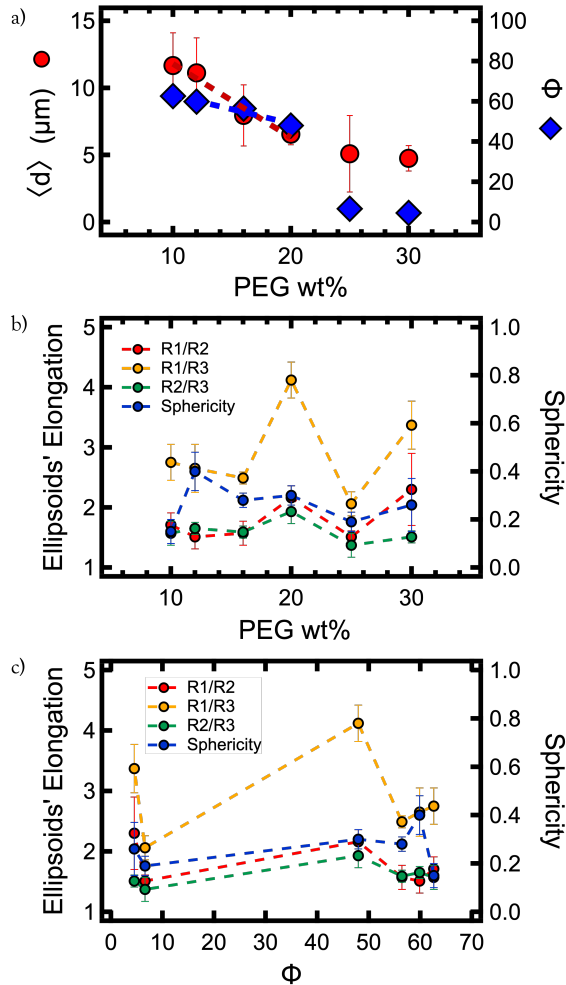 a)
15
10
5
0
⟨d⟩ (μm)
100
80
60
40
20
0
Φ
10
20
30
PEG wt%
b)
5
4
3
2
1
Ellipsoids' Elongation
R1/R2
R1/R3
R2/R3
Sphericity
1.0
0.8
0.6
0.4
0.2
0.0
Sphericity
10
20
30
PEG wt%
c)
5
4
3
2
1
Ellipsoids' Elongation
R1/R2
R1/R3
R2/R3
Sphericity
1.0
0.8
0.6
0.4
0.2
0.0
Sphericity
0 10 20 30 40 50 60 70
Φ